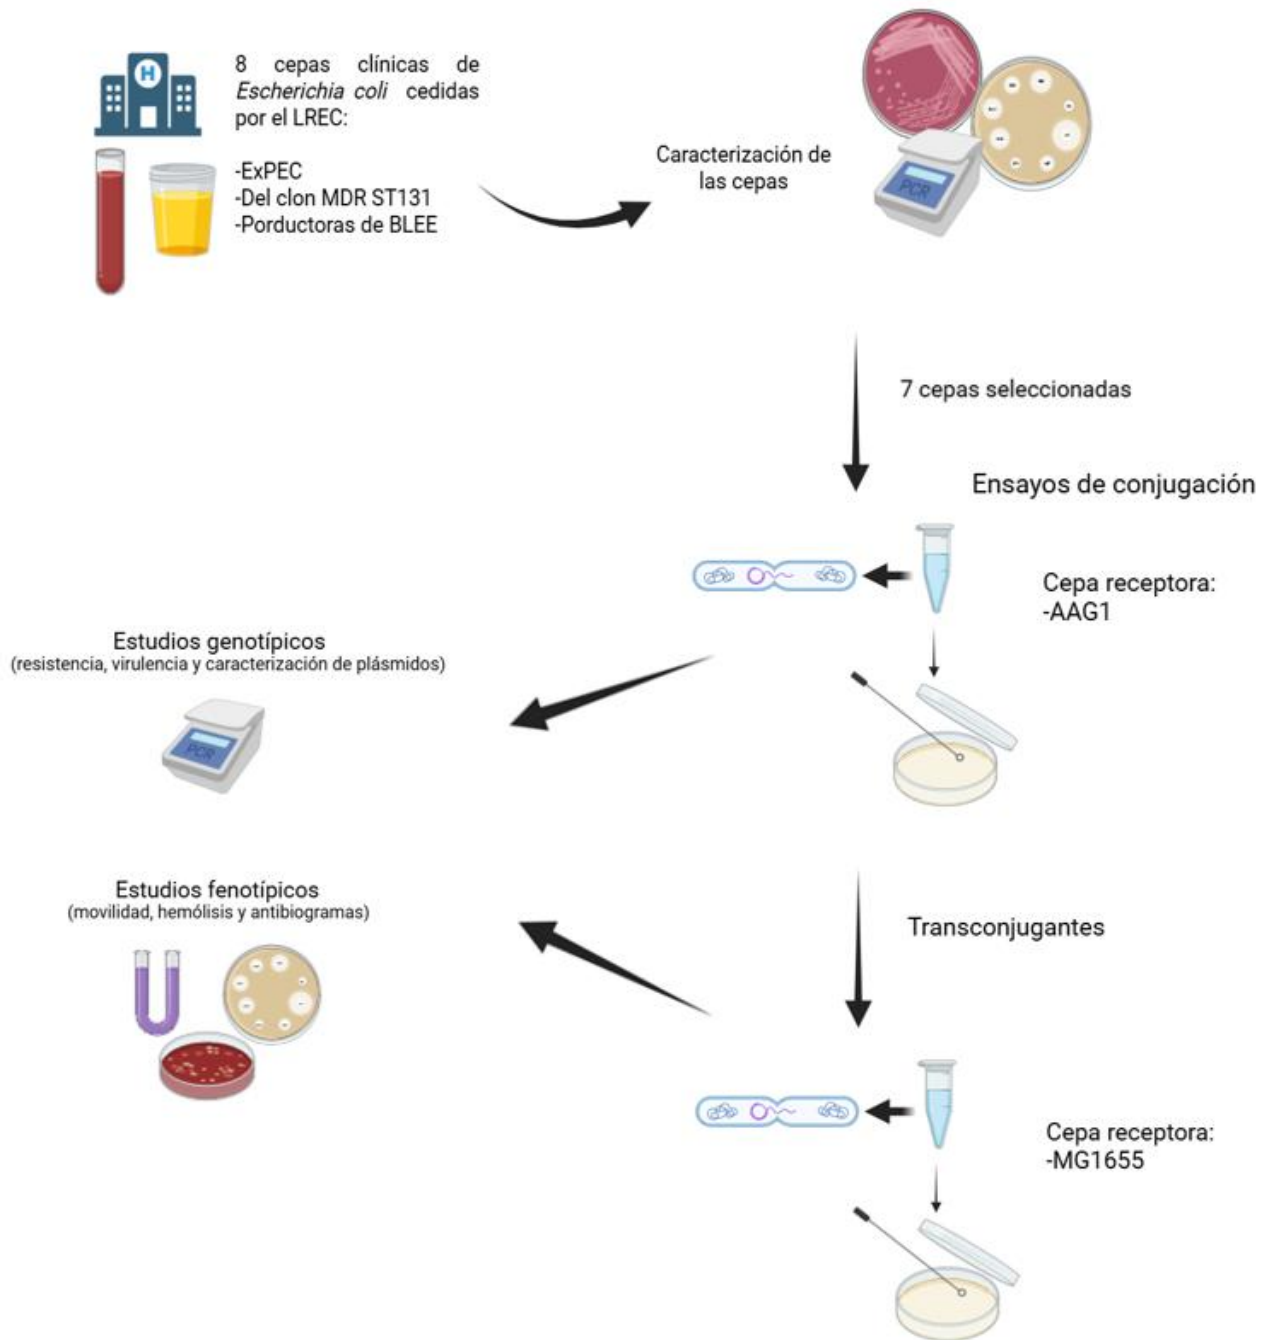 H
8 cepas clínicas de
Escherichia coli cedidas
por el LREC:
-ExPEC
-Del clon MDR ST131
-Porductoras de BLEE
Caracterización de
las cepas
PCR
7 cepas seleccionadas
Ensayos de conjugación
Cepa receptora:
-AAG1
Estudios genotípicos
(resistencia, virulencia y caracterización de plásmidos)
PCR
Estudios fenotípicos
(movilidad, hemólisis y antibiogramas)
Transconjugantes
Cepa receptora:
-MG1655